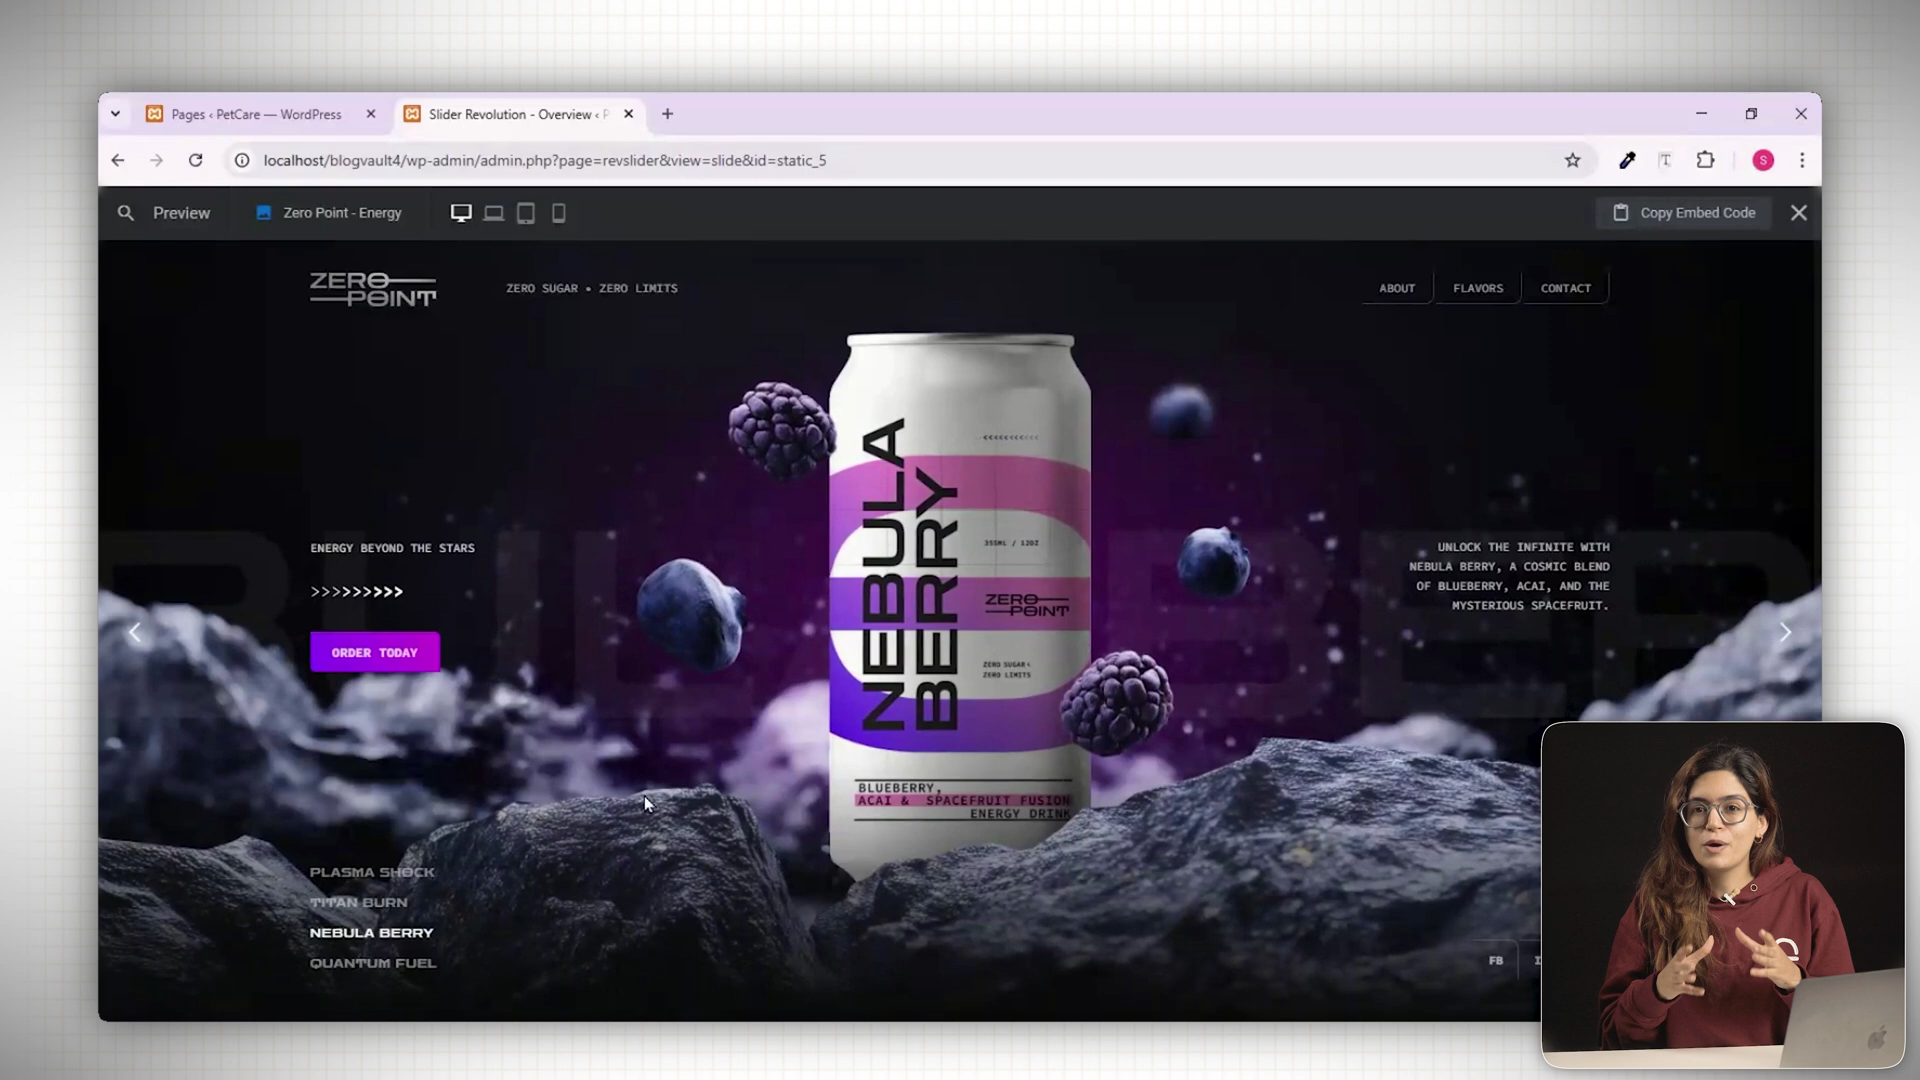 Pages ‹ PetCare — WordPress
Slider Revolution - Overview ‹ P
localhost/blogvault4/wp-admin/admin.php?page=revslider&view=slide&id=static_5
S
Preview
Zero Point - Energy
Copy Embed Code
ZERO
POINT
ZERO SUGAR • ZERO LIMITS
ABOUT
FLAVORS
CONTACT
<<<<<<<<<<<
NEBULA
BERRY
355ML / 12OZ
ZERO
POINT
ZERO SUGAR
ZERO LIMITS
BLUEBERRY,
ACAI & SPACEFRUIT FUSION
ENERGY DRINK
ENERGY BEYOND THE STARS
>>>>>>>>>
ORDER TODAY
UNLOCK THE INFINITE WITH
NEBULA BERRY, A COSMIC BLEND
OF BLUEBERRY, ACAI, AND THE
MYSTERIOUS SPACEFRUIT.
PLASMA SHOCK
TITAN BURN
NEBULA BERRY
QUANTUM FUEL
FB